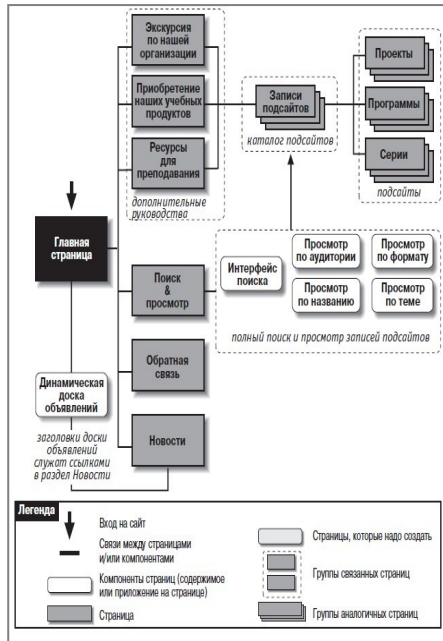 Экскурсия
по нашей
организации
Приобретение
наших учебных
продуктов
Ресурсы
для
преподавания
дополнительные
руководства
Записи
подсайтов
каталог подсайтов
Проекты
Программы
Серии
подсайты
Главная
страница
Поиск
&
просмотр
Интерфейс
поиска
Просмотр
по аудитории
Просмотр
по формату
Просмотр
по названию
Просмотр
по теме
полный поиск и просмотр записей подсайтов
Обратная
связь
Динамическая
доска
объявлений
заголовки доски
объявлений
служат ссылками
в раздел Новости
Новости
Легенда
Вход на сайт
Связи между страницами
и/или компонентами
Компоненты страниц (содержимое
или приложение на странице)
Страница
Страницы, которые надо создать
Группы связанных страниц
Группы аналогичных страниц